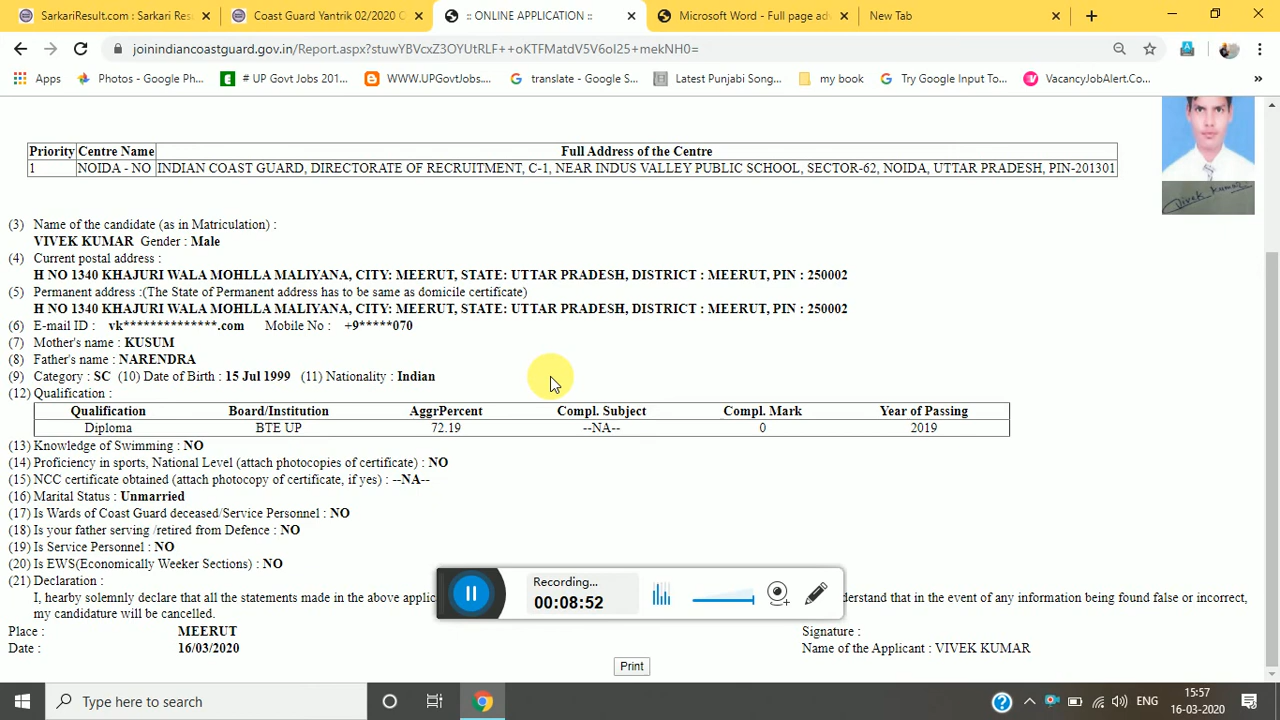 SarkariResult.com : Sarkari Res
Coast Guard Yantrik 02/2020 C
:: ONLINE APPLICATION ::
Microsoft Word - Full page adv
New Tab
joinindiancoastguard.gov.in/Report.aspx?stuwYBVcxZ3OYUtRLF++oKTFMatdV5V6oI25+mekNH0=
Apps
Photos - Google Ph...
# UP Govt Jobs 201...
WWW.UPGovtJobs....
translate - Google S...
Latest Punjabi Song...
my book
Try Google Input To...
VacancyJobAlert.Co...
Priority Centre Name Full Address of the Centre
1 NOIDA - NO INDIAN COAST GUARD, DIRECTORATE OF RECRUITMENT, C-1, NEAR INDUS VALLEY PUBLIC SCHOOL, SECTOR-62, NOIDA, UTTAR PRADESH, PIN-201301
Vivek kumar
(3) Name of the candidate (as in Matriculation) :
VIVEK KUMAR Gender : Male
(4) Current postal address :
H NO 1340 KHAJURI WALA MOHLLA MALIYANA, CITY: MEERUT, STATE: UTTAR PRADESH, DISTRICT : MEERUT, PIN : 250002
(5) Permanent address :(The State of Permanent address has to be same as domicile certificate)
H NO 1340 KHAJURI WALA MOHLLA MALIYANA, CITY: MEERUT, STATE: UTTAR PRADESH, DISTRICT : MEERUT, PIN : 250002
(6) E-mail ID : vk**************.com Mobile No : +9*****070
(7) Mother's name : KUSUM
(8) Father's name : NARENDRA
(9) Category : SC (10) Date of Birth : 15 Jul 1999 (11) Nationality : Indian
(12) Qualification :
Qualification Board/Institution AggrPercent Compl. Subject Compl. Mark Year of Passing
Diploma BTE UP 72.19 --NA-- 0 2019
(13) Knowledge of Swimming : NO
(14) Proficiency in sports, National Level (attach photocopies of certificate) : NO
(15) NCC certificate obtained (attach photocopy of certificate, if yes) : --NA--
(16) Marital Status : Unmarried
(17) Is Wards of Coast Guard deceased/Service Personnel : NO
(18) Is your father serving /retired from Defence : NO
(19) Is Service Personnel : NO
(20) Is EWS(Economically Weeker Sections) : NO
(21) Declaration :
I, hearby solemnly declare that all the statements made in the above applic
derstand that in the event of any information being found false or incorrect,
my candidature will be cancelled.
Recording...
00:08:52
Place : MEERUT Signature :
Date : 16/03/2020 Name of the Applicant : VIVEK KUMAR
Print
Type here to search
ENG
15:57
16-03-2020